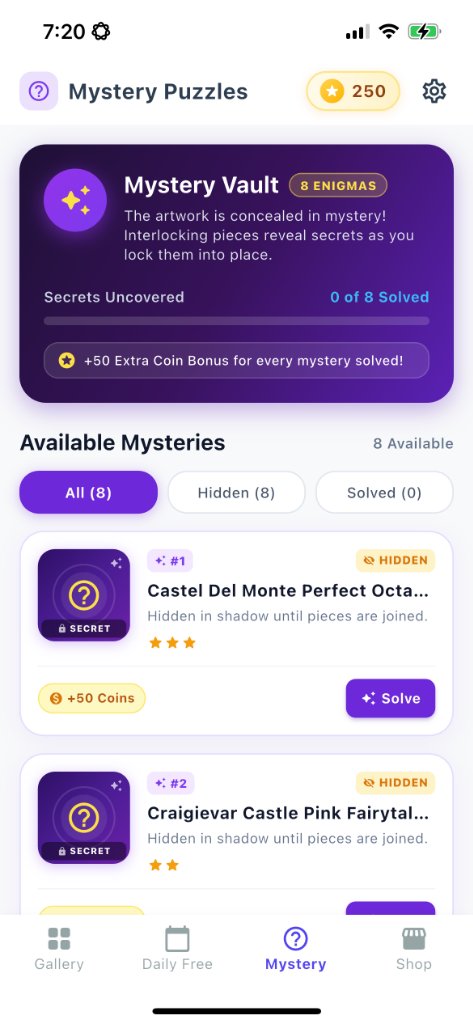 7:20
Mystery Puzzles
250
Mystery Vault
8 ENIGMAS
The artwork is concealed in mystery!
Interlocking pieces reveal secrets as you
lock them into place.
Secrets Uncovered
0 of 8 Solved
+50 Extra Coin Bonus for every mystery solved!
Available Mysteries
8 Available
All (8)
Hidden (8)
Solved (0)
#1
HIDDEN
Castel Del Monte Perfect Octa...
Hidden in shadow until pieces are joined.
SECRET
+50 Coins
Solve
#2
HIDDEN
Craigievar Castle Pink Fairytal...
Hidden in shadow until pieces are joined.
SECRET
Gallery
Daily Free
Mystery
Shop